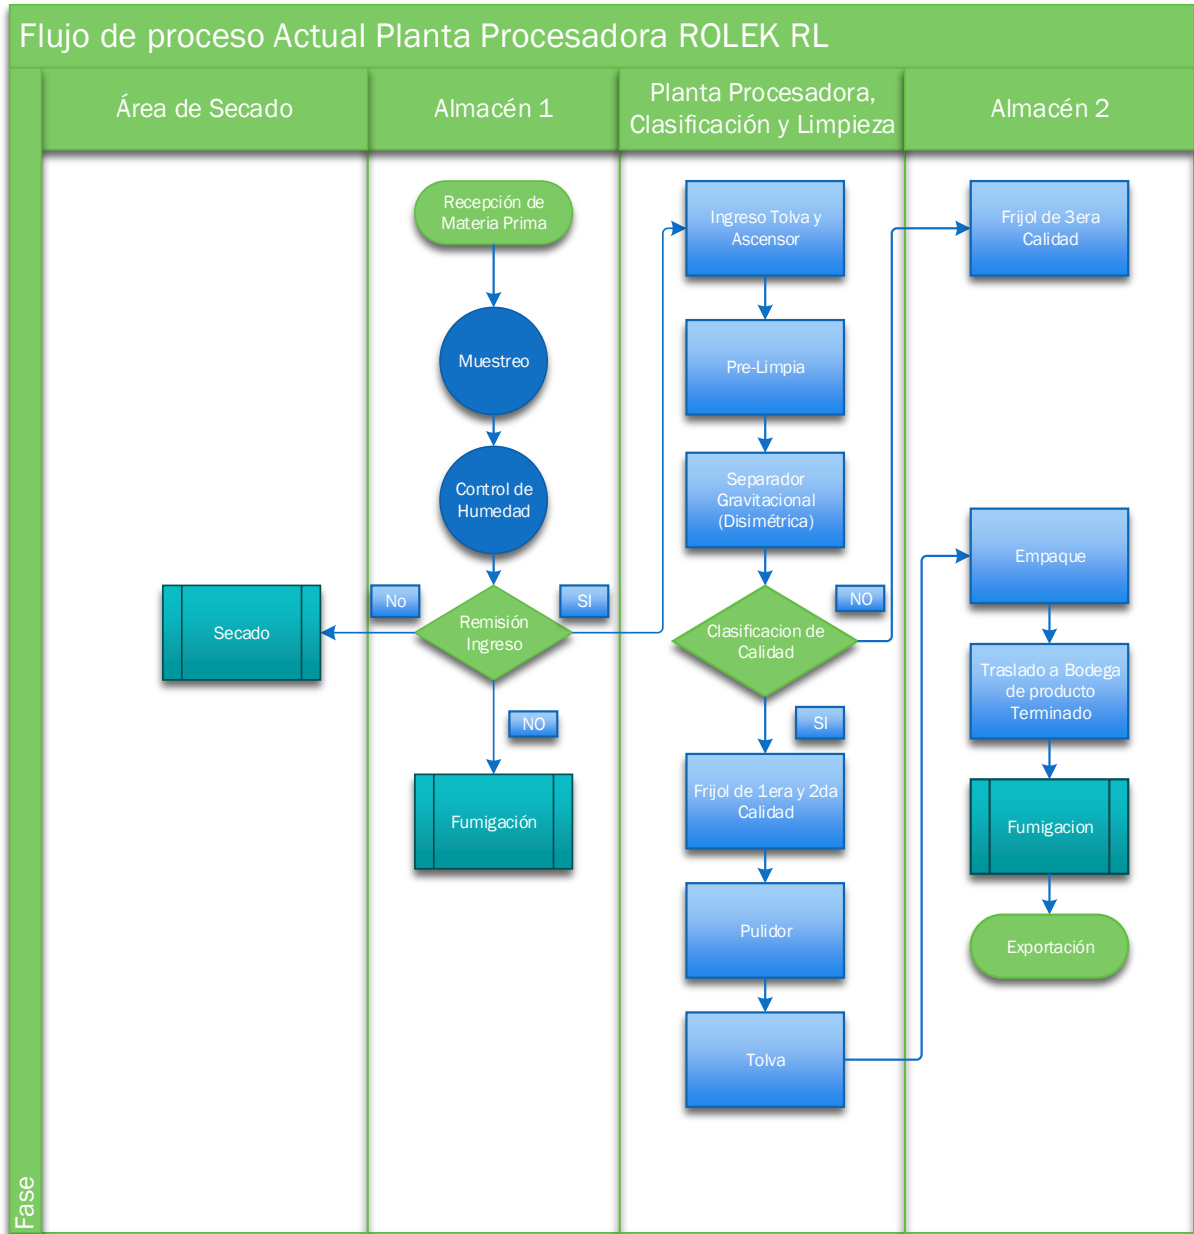 Flujo de proceso Actual Planta Procesadora ROLEK RL
Fase
Área de Secado
Almacén 1
Planta Procesadora,
Clasificación y Limpieza
Almacén 2
Secado
Recepción de
Materia Prima
Muestreo
Control de
Humedad
No
Remisión
Ingreso
SI
NO
Fumigación
Ingreso Tolva y
Ascensor
Pre-Limpia
Separador
Gravitacional
(Disimétrica)
Clasificacion de
Calidad
NO
SI
Frijol de 1era y 2da
Calidad
Pulidor
Tolva
Frijol de 3era
Calidad
Empaque
Traslado a Bodega
de producto
Terminado
Fumigacion
Exportación